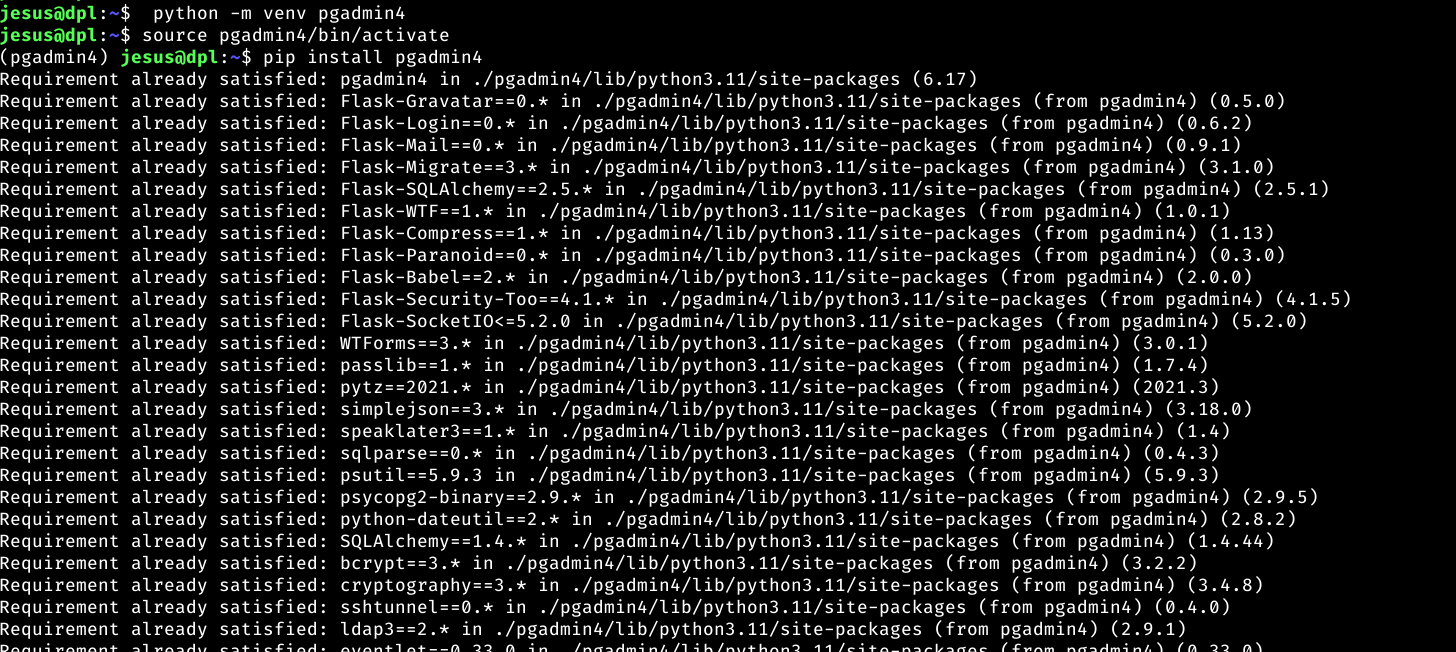 jesus@dpl:~$  python -m venv pgadmin4
jesus@dpl:~$ source pgadmin4/bin/activate
(pgadmin4) jesus@dpl:~$ pip install pgadmin4
Requirement already satisfied: pgadmin4 in ./pgadmin4/lib/python3.11/site-packages (6.17)
Requirement already satisfied: Flask-Gravatar==0.* in ./pgadmin4/lib/python3.11/site-packages (from pgadmin4) (0.5.0)
Requirement already satisfied: Flask-Login==0.* in ./pgadmin4/lib/python3.11/site-packages (from pgadmin4) (0.6.2)
Requirement already satisfied: Flask-Mail==0.* in ./pgadmin4/lib/python3.11/site-packages (from pgadmin4) (0.9.1)
Requirement already satisfied: Flask-Migrate==3.* in ./pgadmin4/lib/python3.11/site-packages (from pgadmin4) (3.1.0)
Requirement already satisfied: Flask-SQLAlchemy==2.5.* in ./pgadmin4/lib/python3.11/site-packages (from pgadmin4) (2.5.1)
Requirement already satisfied: Flask-WTF==1.* in ./pgadmin4/lib/python3.11/site-packages (from pgadmin4) (1.0.1)
Requirement already satisfied: Flask-Compress==1.* in ./pgadmin4/lib/python3.11/site-packages (from pgadmin4) (1.13)
Requirement already satisfied: Flask-Paranoid==0.* in ./pgadmin4/lib/python3.11/site-packages (from pgadmin4) (0.3.0)
Requirement already satisfied: Flask-Babel==2.* in ./pgadmin4/lib/python3.11/site-packages (from pgadmin4) (2.0.0)
Requirement already satisfied: Flask-Security-Too==4.1.* in ./pgadmin4/lib/python3.11/site-packages (from pgadmin4) (4.1.5)
Requirement already satisfied: Flask-SocketIO<=5.2.0 in ./pgadmin4/lib/python3.11/site-packages (from pgadmin4) (5.2.0)
Requirement already satisfied: WTForms==3.* in ./pgadmin4/lib/python3.11/site-packages (from pgadmin4) (3.0.1)
Requirement already satisfied: passlib==1.* in ./pgadmin4/lib/python3.11/site-packages (from pgadmin4) (1.7.4)
Requirement already satisfied: pytz==2021.* in ./pgadmin4/lib/python3.11/site-packages (from pgadmin4) (2021.3)
Requirement already satisfied: simplejson==3.* in ./pgadmin4/lib/python3.11/site-packages (from pgadmin4) (3.18.0)
Requirement already satisfied: speaklater3==1.* in ./pgadmin4/lib/python3.11/site-packages (from pgadmin4) (1.4)
Requirement already satisfied: sqlparse==0.* in ./pgadmin4/lib/python3.11/site-packages (from pgadmin4) (0.4.3)
Requirement already satisfied: psutil==5.9.3 in ./pgadmin4/lib/python3.11/site-packages (from pgadmin4) (5.9.3)
Requirement already satisfied: psycopg2-binary==2.9.* in ./pgadmin4/lib/python3.11/site-packages (from pgadmin4) (2.9.5)
Requirement already satisfied: python-dateutil==2.* in ./pgadmin4/lib/python3.11/site-packages (from pgadmin4) (2.8.2)
Requirement already satisfied: SQLAlchemy==1.4.* in ./pgadmin4/lib/python3.11/site-packages (from pgadmin4) (1.4.44)
Requirement already satisfied: bcrypt==3.* in ./pgadmin4/lib/python3.11/site-packages (from pgadmin4) (3.2.2)
Requirement already satisfied: cryptography==3.* in ./pgadmin4/lib/python3.11/site-packages (from pgadmin4) (3.4.8)
Requirement already satisfied: sshtunnel==0.* in ./pgadmin4/lib/python3.11/site-packages (from pgadmin4) (0.4.0)
Requirement already satisfied: ldap3==2.* in ./pgadmin4/lib/python3.11/site-packages (from pgadmin4) (2.9.1)
Requirement already satisfied: eventlet==0.33.0 in ./pgadmin4/lib/python3.11/site-packages (from pgadmin4) (0.33.0)